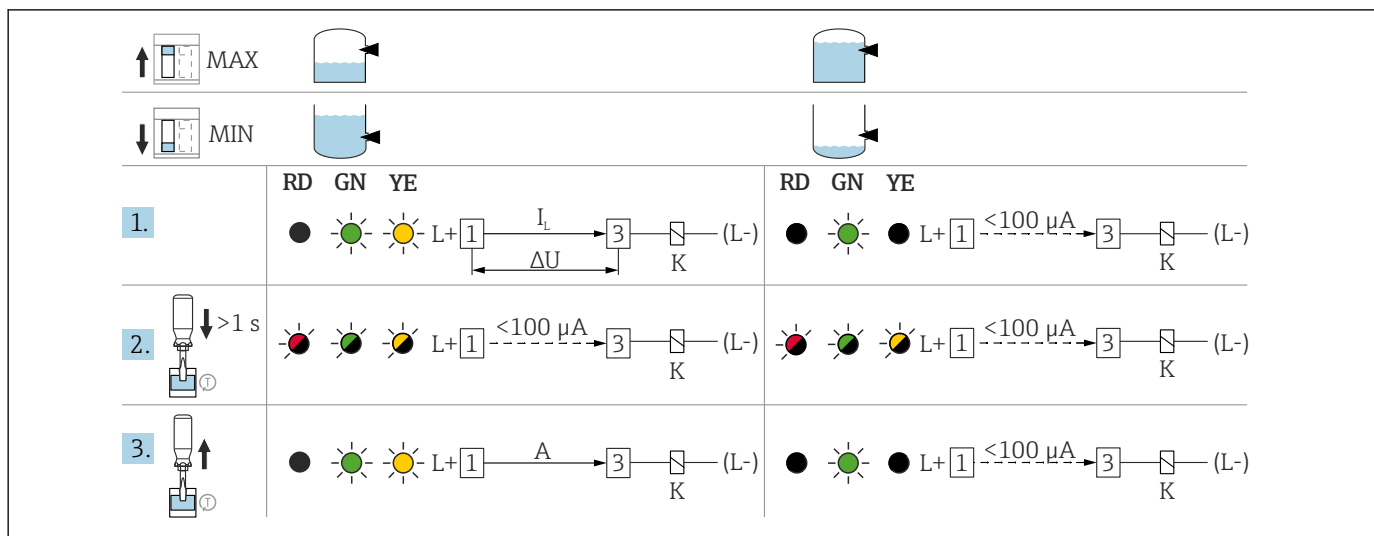 MAX
MIN
RD GN YE RD GN YE
1. L+ 1 I_L 3 (L-) L+ 1 <100 µA 3 (L-)
ΔU K K
2. >1 s L+ 1 <100 µA 3 (L-) L+ 1 <100 µA 3 (L-)
T K K
3. L+ 1 A 3 (L-) L+ 1 <100 µA 3 (L-)
T K K